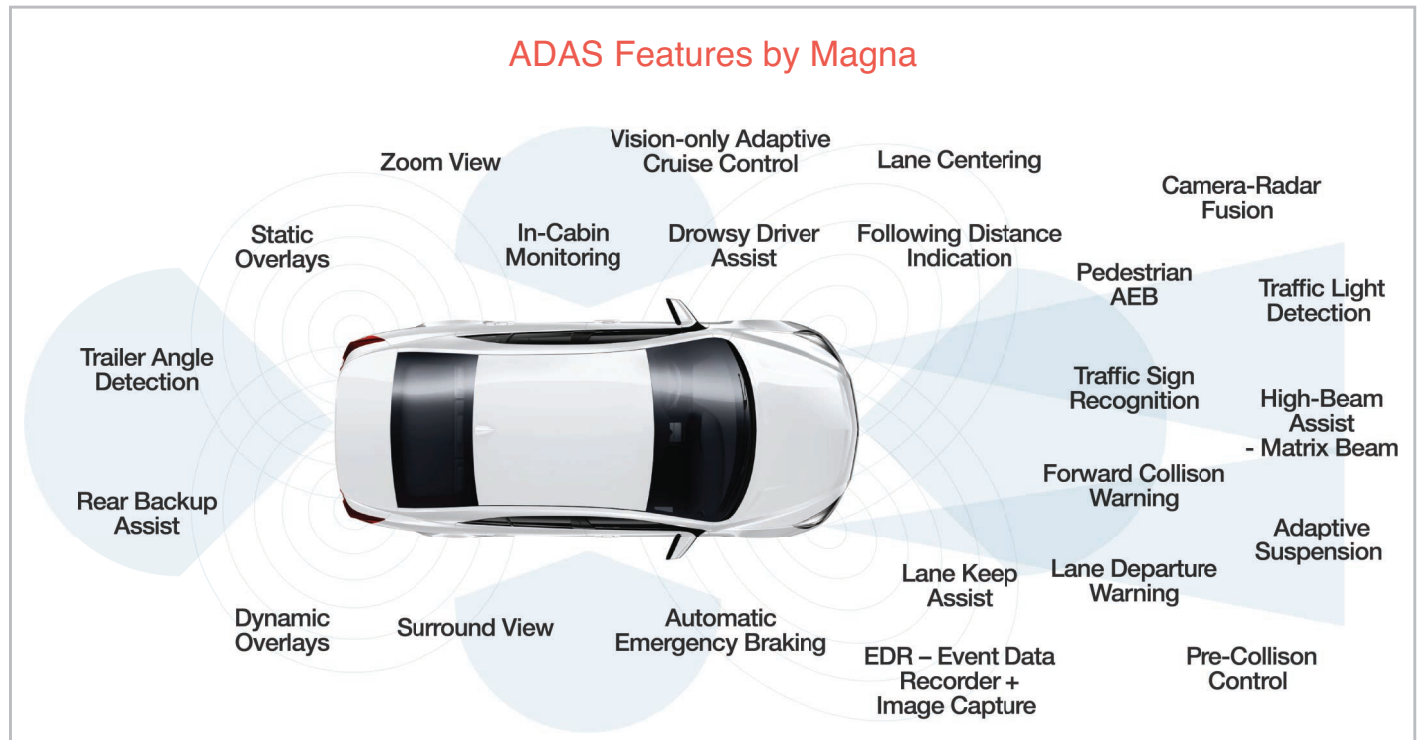 ADAS Features by Magna
Zoom View
Vision-only Adaptive
Cruise Control
Lane Centering
Camera-Radar
Fusion
Static
Overlays
In-Cabin
Monitoring
Drowsy Driver
Assist
Following Distance
Indication
Pedestrian
AEB
Traffic Light
Detection
Trailer Angle
Detection
Traffic Sign
Recognition
High-Beam
Assist
- Matrix Beam
Rear Backup
Assist
Forward Collison
Warning
Adaptive
Suspension
Dynamic
Overlays
Surround View
Automatic
Emergency Braking
Lane Keep
Assist
Lane Departure
Warning
EDR – Event Data
Recorder +
Image Capture
Pre-Collison
Control